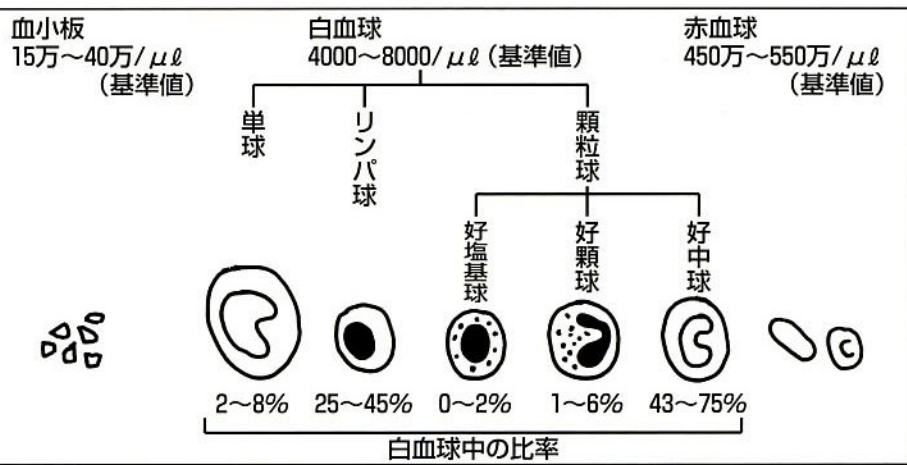 血小板
15万〜40万/μℓ
(基準値)
白血球
4000〜8000/μℓ(基準値)
赤血球
450万〜550万/μℓ
(基準値)
単球
リンパ球
顆粒球
好塩基球
好顆球
好中球
2〜8%
25〜45%
0〜2%
1〜6%
43〜75%
白血球中の比率